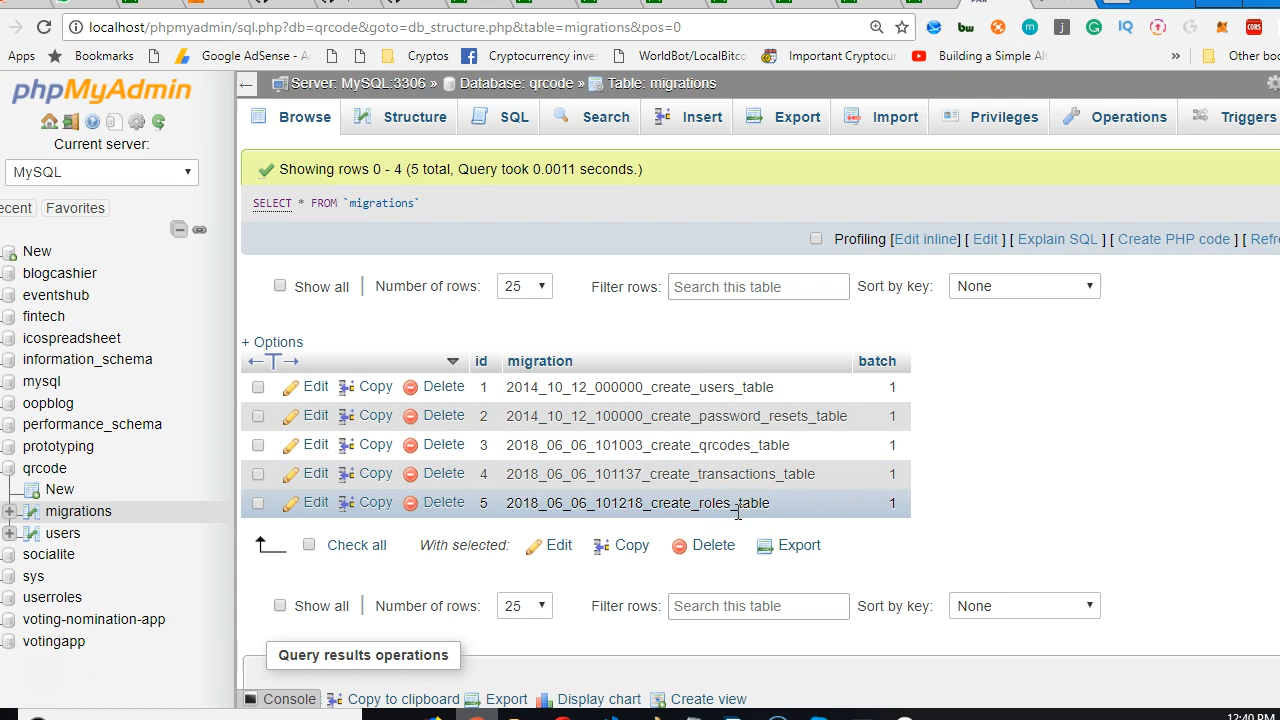 localhost/phpmyadmin/sql.php?db=qrcode&goto=db_structure.php&table=migrations&pos=0
Apps
Bookmarks
Google AdSense -
Cryptos
Cryptocurrency inve
WorldBot/LocalBitco
Important Cryptocur
Building a Simple A
»
Other boo
phpMyAdmin
Current server:
MySQL
ecent
Favorites
New
blogcashier
eventshub
fintech
icospreadsheet
information_schema
mysql
oopblog
performance_schema
prototyping
qrcode
New
migrations
users
socialite
sys
userroles
voting-nomination-app
votingapp
Server: MySQL:3306 » Database: qrcode » Table: migrations
Browse Structure SQL Search Insert Export Import Privileges Operations Triggers
Showing rows 0 - 4 (5 total, Query took 0.0011 seconds.)
SELECT * FROM `migrations`
Profiling [Edit inline] [ Edit ] [ Explain SQL ] [ Create PHP code ] [ Refre
Show all | Number of rows: 25 Filter rows: Search this table Sort by key: None
+ Options
←T→ id migration batch
Edit Copy Delete 1 2014_10_12_000000_create_users_table 1
Edit Copy Delete 2 2014_10_12_100000_create_password_resets_table 1
Edit Copy Delete 3 2018_06_06_101003_create_qrcodes_table 1
Edit Copy Delete 4 2018_06_06_101137_create_transactions_table 1
Edit Copy Delete 5 2018_06_06_101218_create_roles_table 1
Check all With selected: Edit Copy Delete Export
Show all | Number of rows: 25 Filter rows: Search this table Sort by key: None
Query results operations
Console Copy to clipboard Export Display chart Create view
12:40 PM